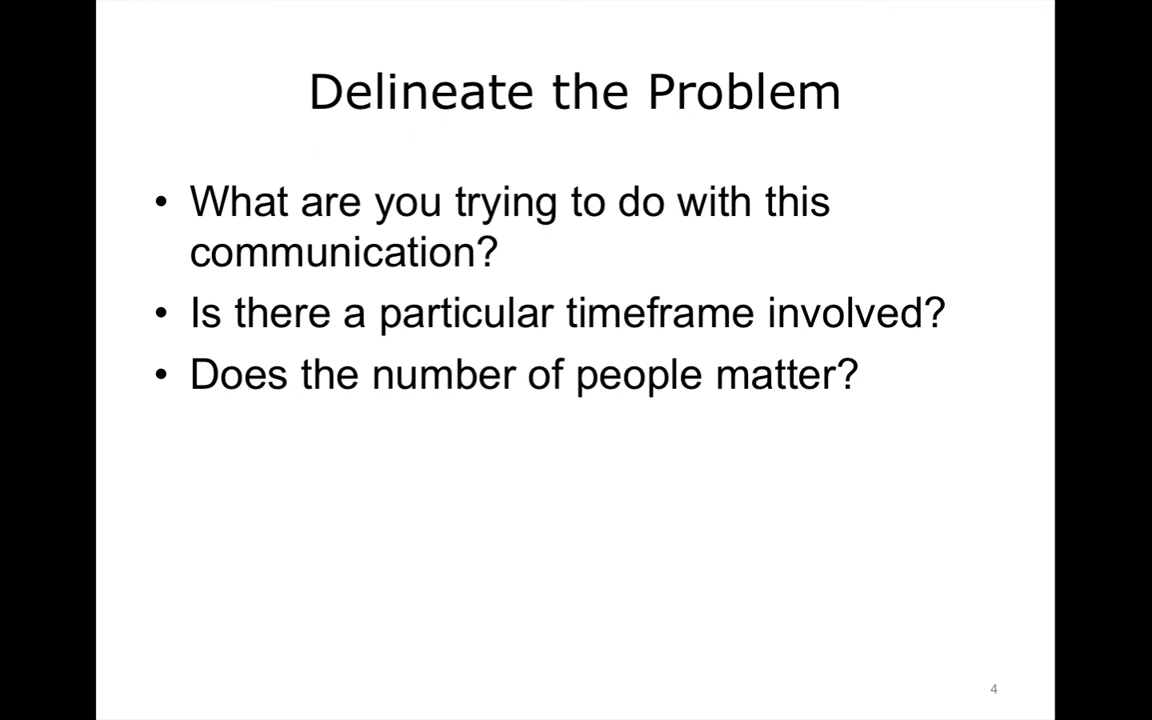 Delineate the Problem
• What are you trying to do with this
communication?
• Is there a particular timeframe involved?
• Does the number of people matter?
4